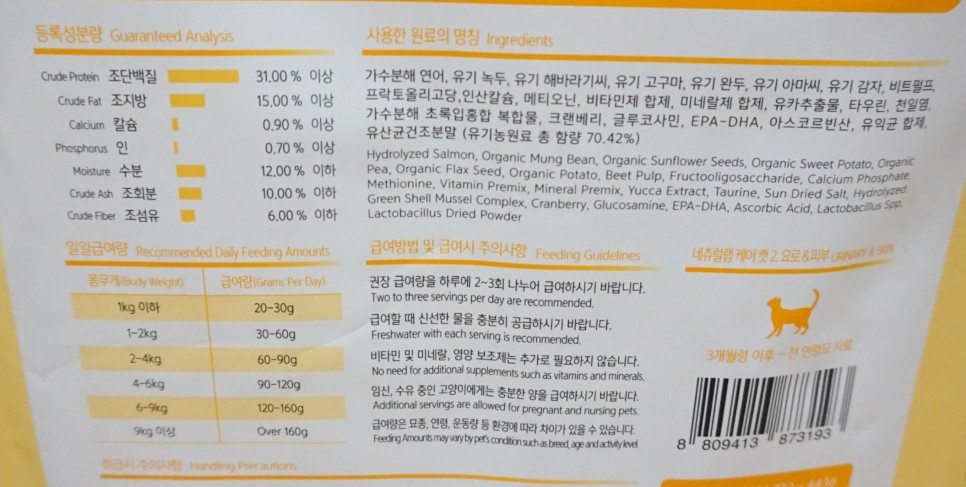 등록성분량 Guaranteed Analysis
Crude Protein 조단백질 31.00 % 이상
Crude Fat 조지방 15.00 % 이상
Calcium 칼슘 0.90 % 이상
Phosphorus 인 0.70 % 이상
Moisture 수분 12.00 % 이하
Crude Ash 조회분 10.00 % 이하
Crude Fiber 조섬유 6.00 % 이하
사용한 원료의 명칭 Ingredients
가수분해 연어, 유기 녹두, 유기 해바라기씨, 유기 고구마, 유기 완두, 유기 아마씨, 유기 감자, 비트펄프,
프락토올리고당,인산칼슘, 메티오닌, 비타민제 합제, 미네랄제 합제, 유카추출물, 타우린, 천일염,
가수분해 초록입홍합 복합물, 크랜베리, 글루코사민, EPA-DHA, 아스코르빈산, 유익균 합제,
유산균건조분말 (유기농원료 총 함량 70.42%)
Hydrolyzed Salmon, Organic Mung Bean, Organic Sunflower Seeds, Organic Sweet Potato, Organic
Pea, Organic Flax Seed, Organic Potato, Beet Pulp, Fructooligosaccharide, Calcium Phosphate,
Methionine, Vitamin Premix, Mineral Premix, Yucca Extract, Taurine, Sun Dried Salt, Hydrolyzed
Green Shell Mussel Complex, Cranberry, Glucosamine, EPA-DHA, Ascorbic Acid, Lactobacillus Spp,
Lactobacillus Dried Powder
일일급여량 Recommended Daily Feeding Amounts
몸무게(Body Weight) 급여량(Grams Per Day)
1kg 이하 20-30g
1-2kg 30-60g
2-4kg 60-90g
4-6kg 90-120g
6-9kg 120-160g
9kg 이상 Over 160g
급여방법 및 급여시 주의사항 Feeding Guidelines
권장 급여량을 하루에 2~3회 나누어 급여하시기 바랍니다.
Two to three servings per day are recommended.
급여할 때 신선한 물을 충분히 공급하시기 바랍니다.
Freshwater with each serving is recommended.
비타민 및 미네랄, 영양 보조제는 추가로 필요하지 않습니다.
No need for additional supplements such as vitamins and minerals.
임신, 수유 중인 고양이에게는 충분한 양을 급여하시기 바랍니다.
Additional servings are allowed for pregnant and nursing pets.
급여량은 묘종, 연령, 운동량 등 환경에 따라 차이가 있을 수 있습니다.
Feeding Amounts may vary by pet's condition such as breed, age and activity level
네츄럴랩 케어 캣 2. 요로&피부 URINARY & SKIN
3개월령 이후 - 전 연령묘 사료
8 809413 873193
취급시 주의사항 Handling Precautions